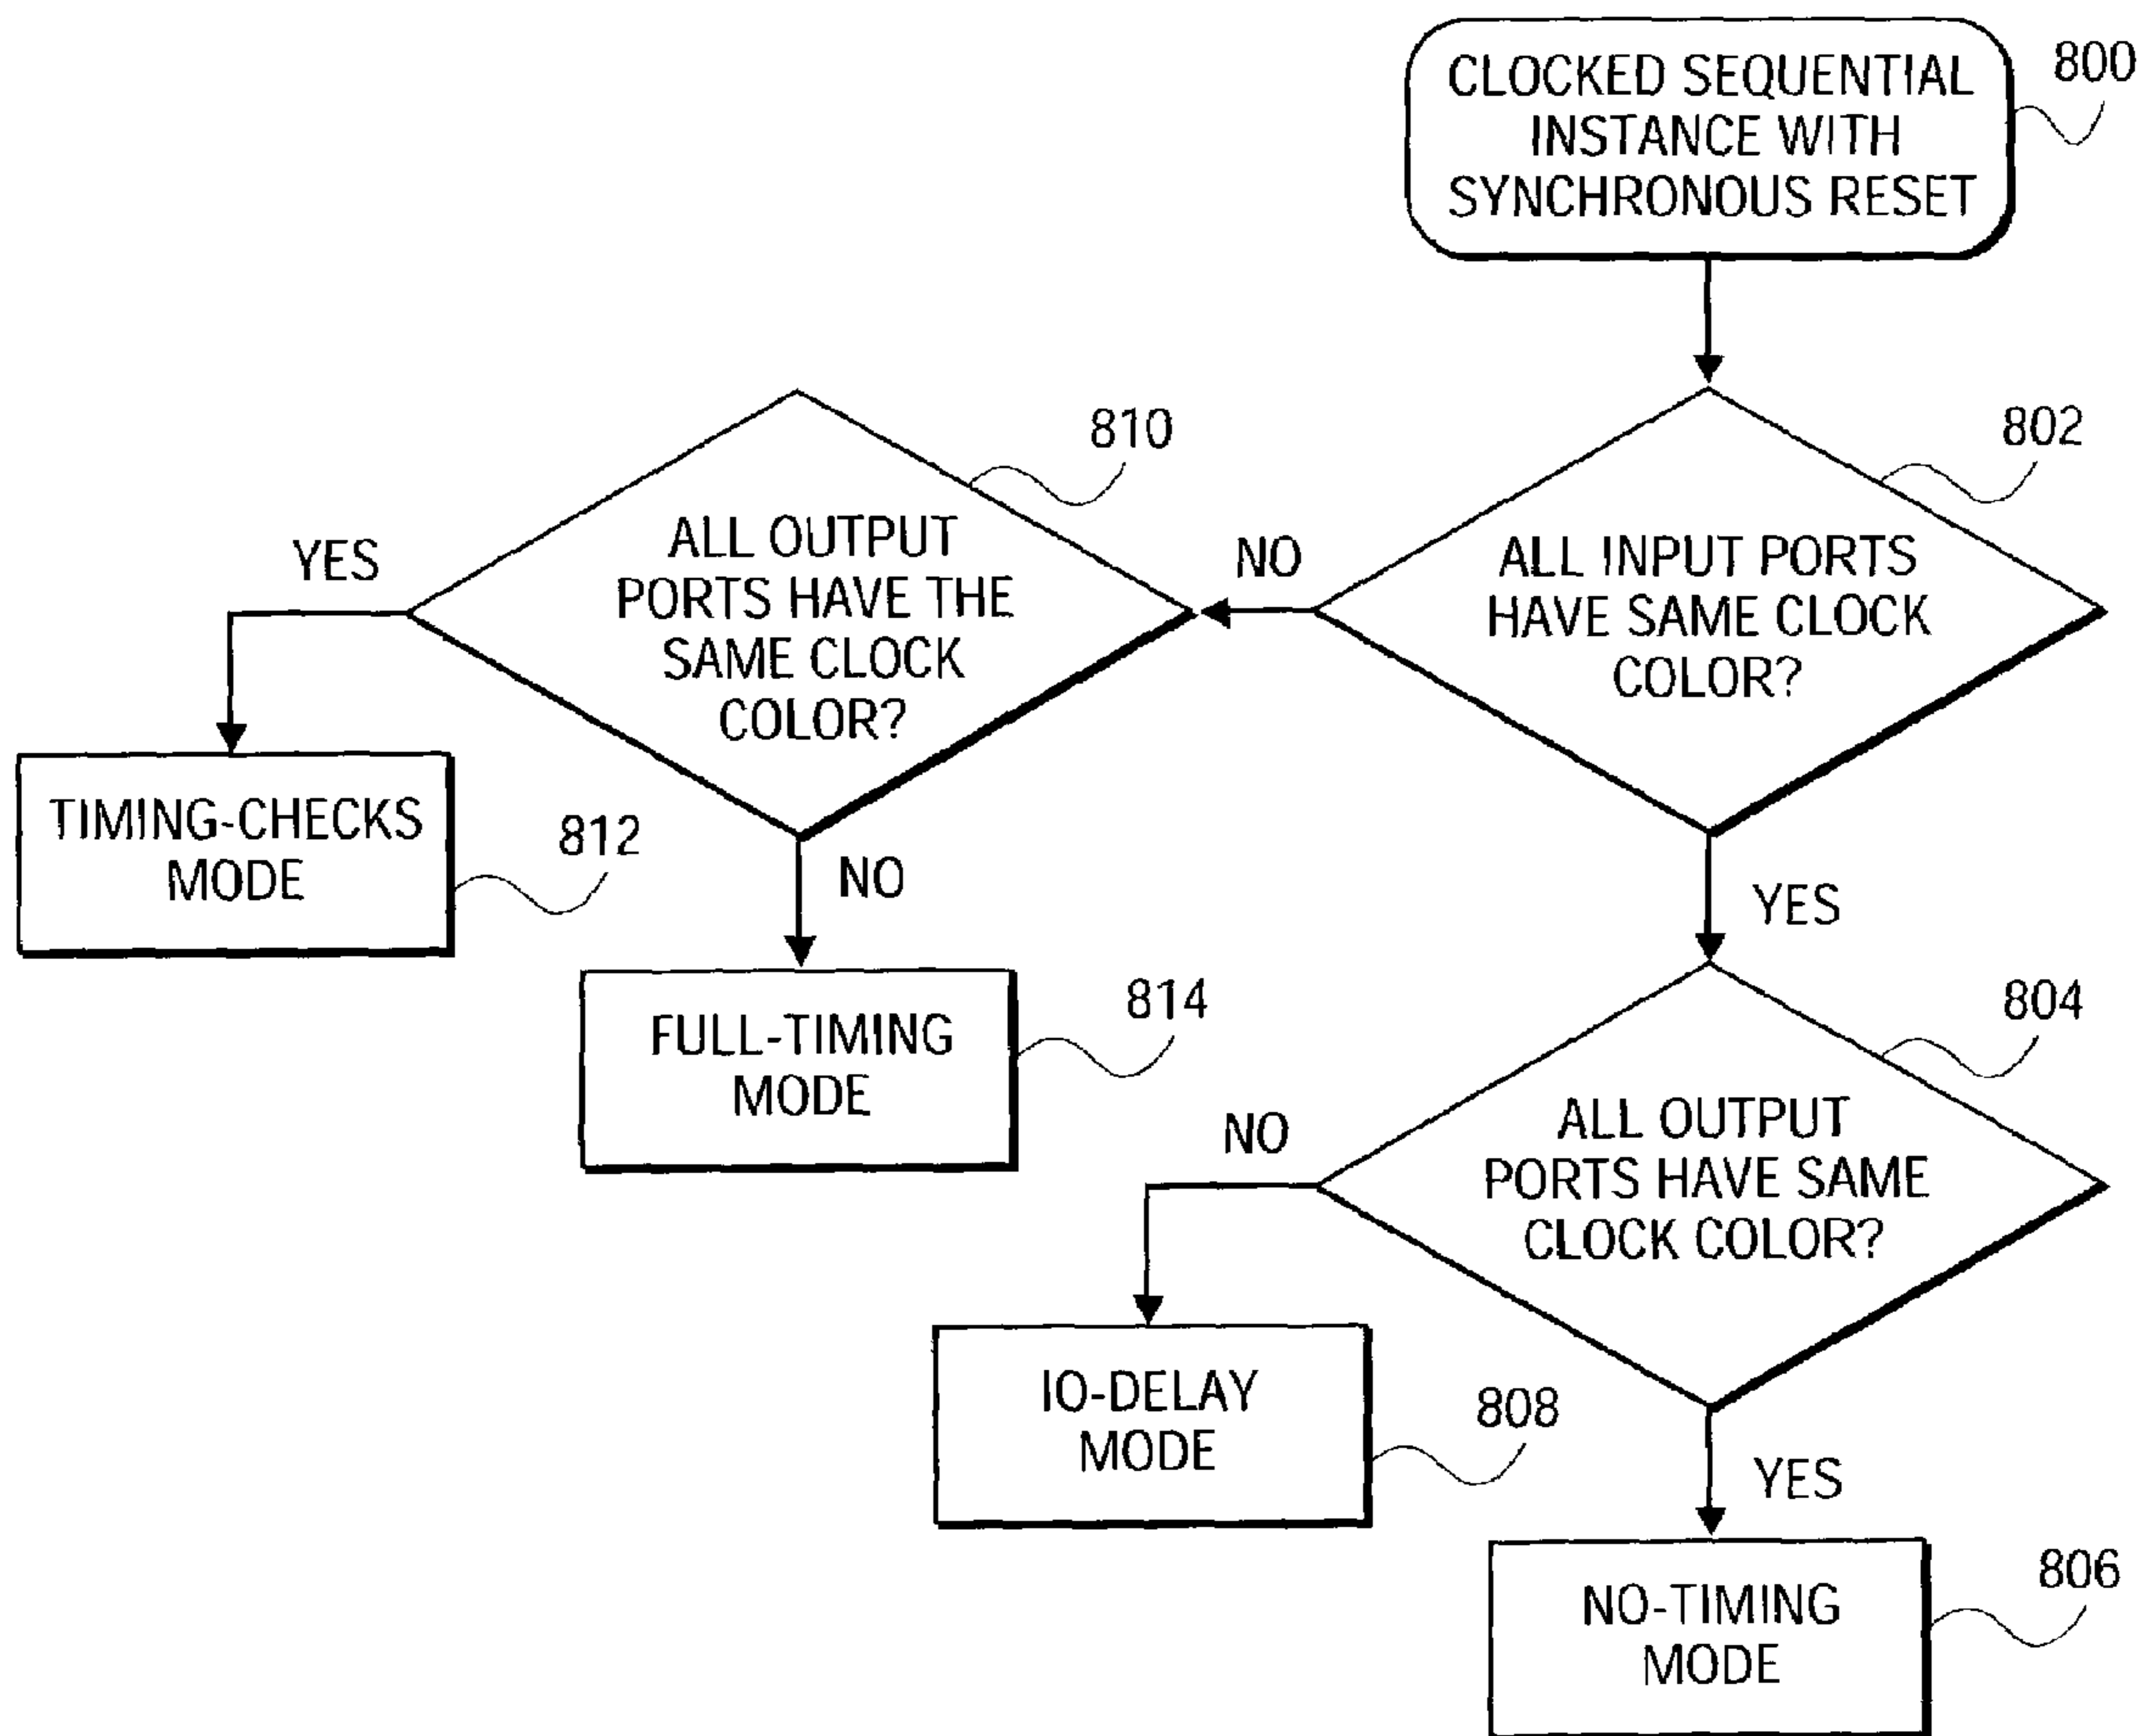 CLOCKED SEQUENTIAL
INSTANCE WITH
SYNCHRONOUS RESET
800
802
ALL INPUT PORTS
HAVE SAME CLOCK
COLOR?
NO
YES
810
ALL OUTPUT
PORTS HAVE THE
SAME CLOCK
COLOR?
YES
NO
TIMING-CHECKS
MODE
812
FULL-TIMING
MODE
814
804
ALL OUTPUT
PORTS HAVE SAME
CLOCK COLOR?
NO
YES
IO-DELAY
MODE
808
NO-TIMING
MODE
806